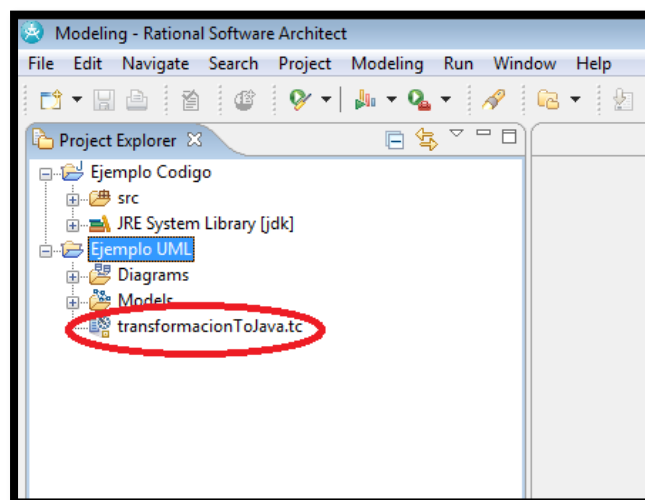 Modeling - Rational Software Architect
File Edit Navigate Search Project Modeling Run Window Help
Project Explorer
Ejemplo Codigo
src
JRE System Library [jdk]
Ejemplo UML
Diagrams
Models
transformacionToJava.tc